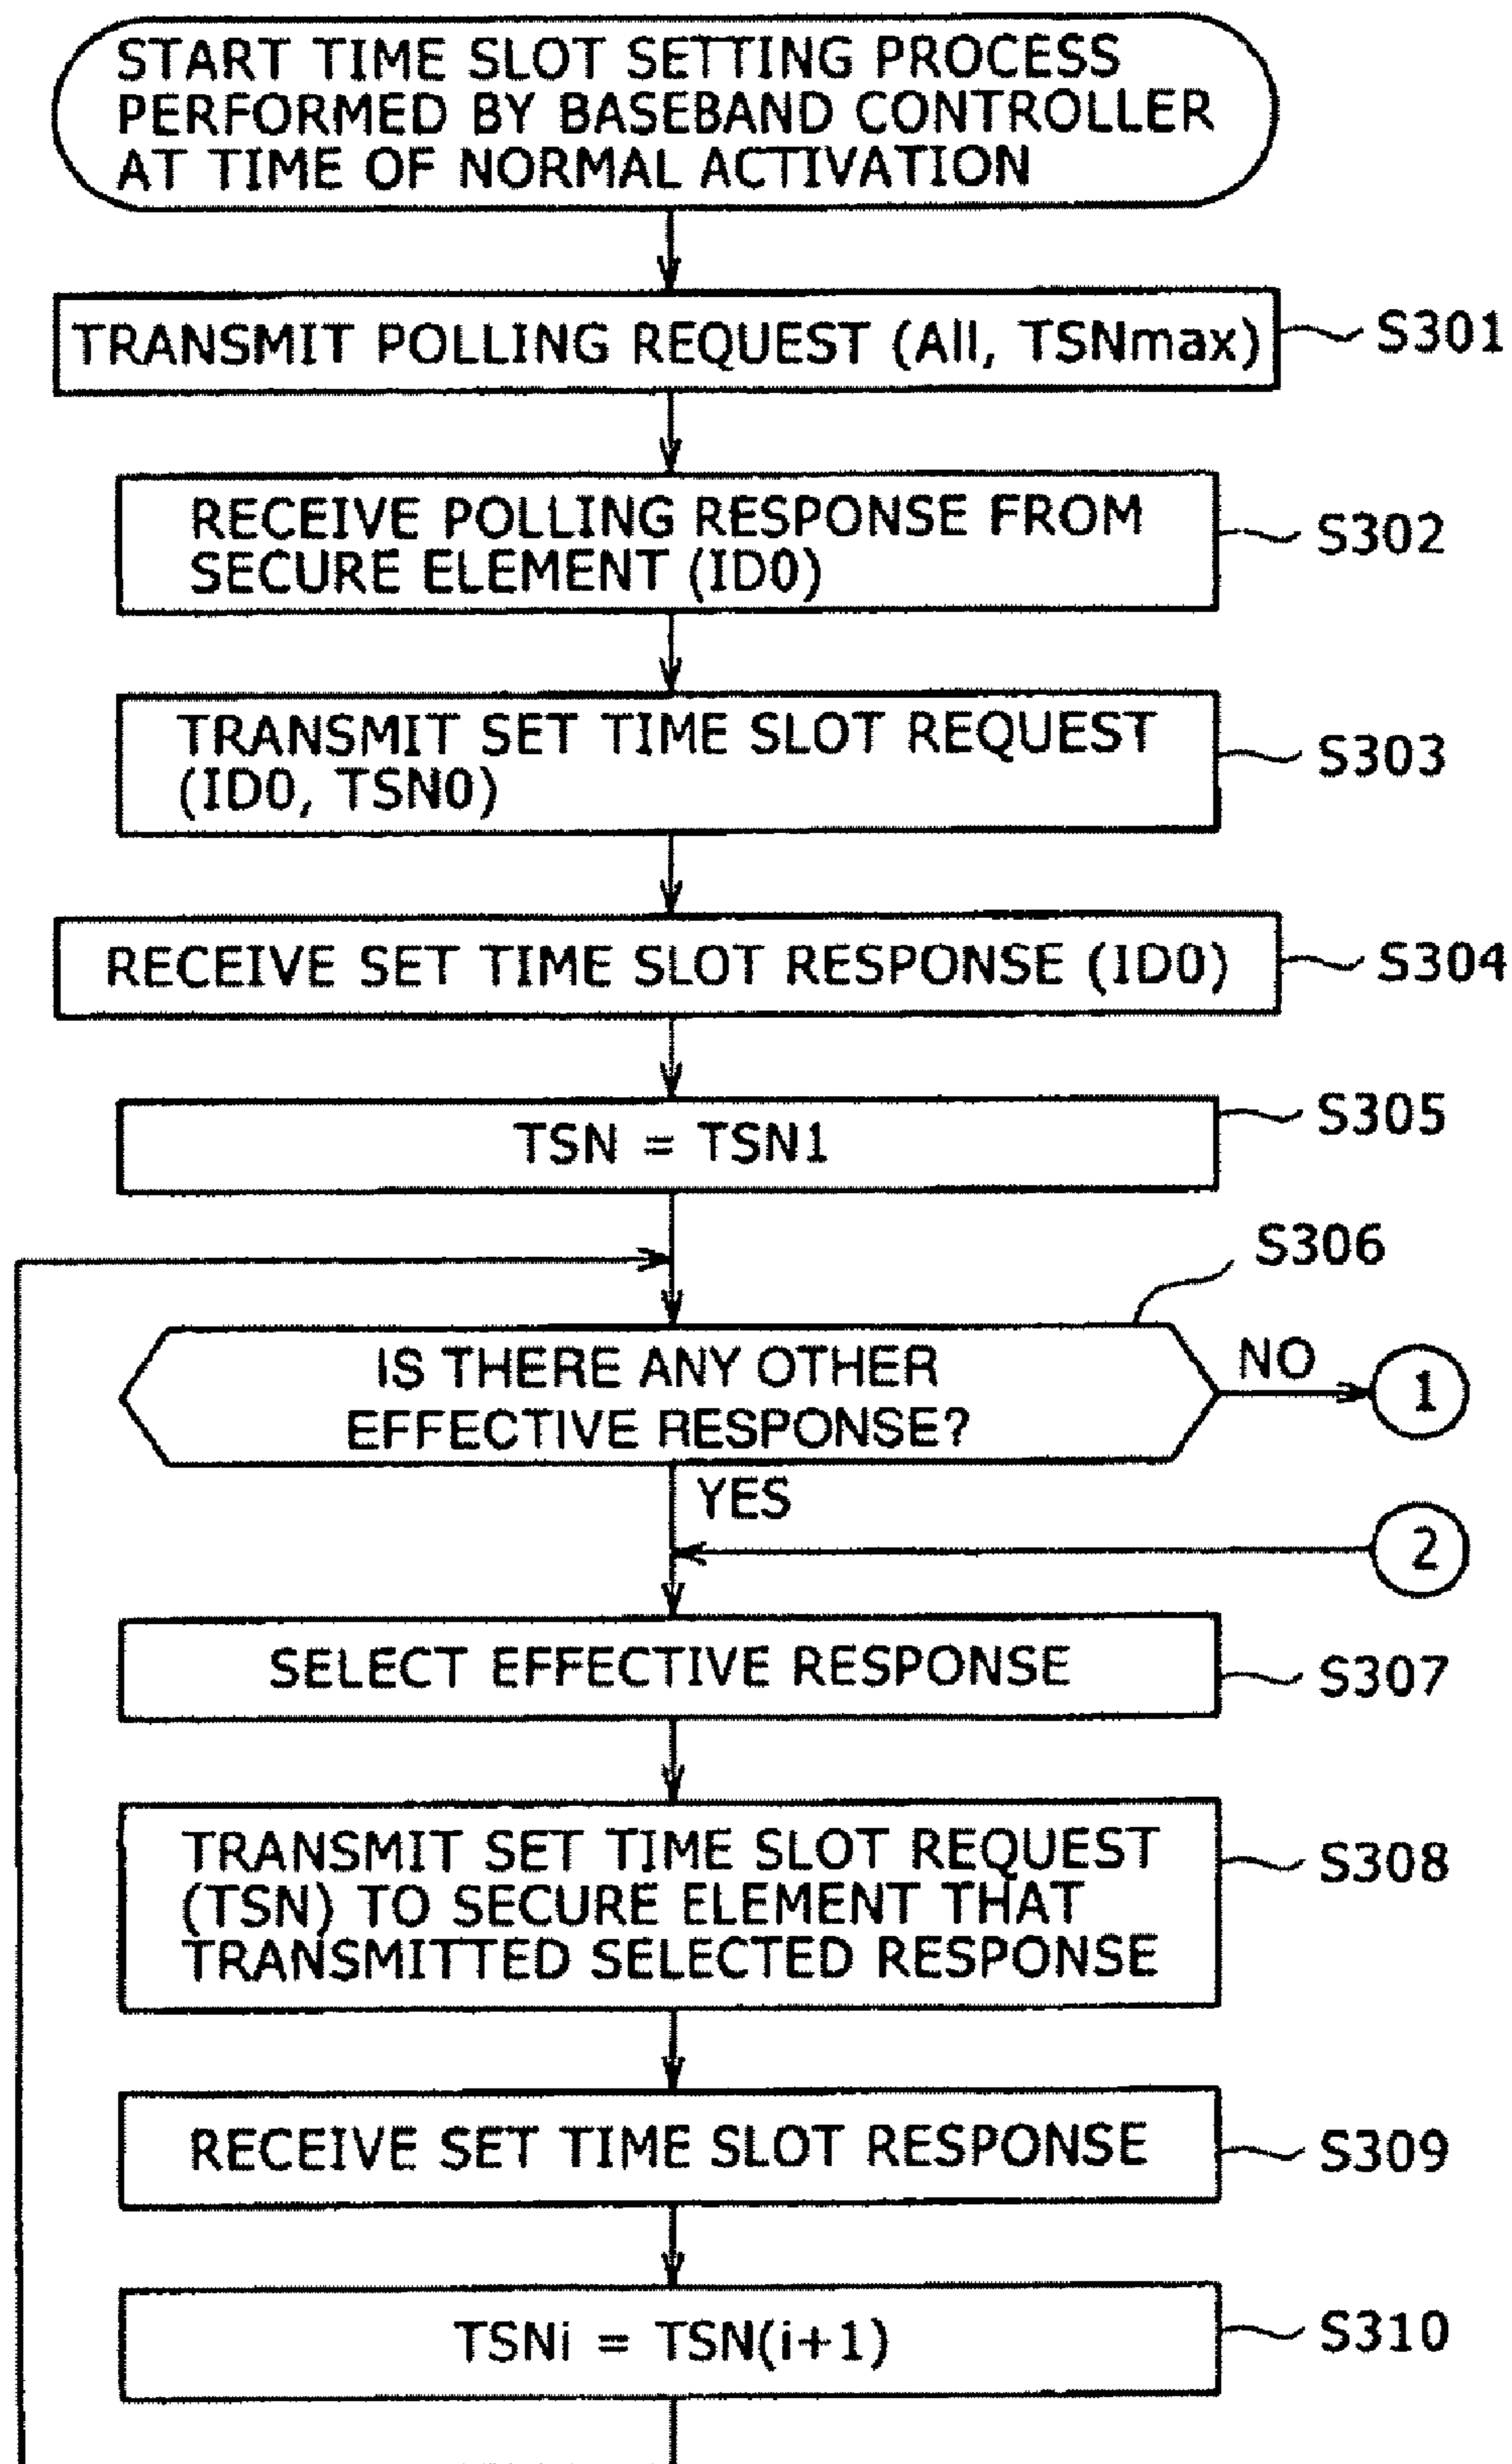 START TIME SLOT SETTING PROCESS
PERFORMED BY BASEBAND CONTROLLER
AT TIME OF NORMAL ACTIVATION
TRANSMIT POLLING REQUEST (All, TSNmax)
S301
RECEIVE POLLING RESPONSE FROM
SECURE ELEMENT (ID0)
S302
TRANSMIT SET TIME SLOT REQUEST
(ID0, TSN0)
S303
RECEIVE SET TIME SLOT RESPONSE (ID0)
S304
TSN = TSN1
S305
S306
IS THERE ANY OTHER
EFFECTIVE RESPONSE?
NO
1
YES
2
SELECT EFFECTIVE RESPONSE
S307
TRANSMIT SET TIME SLOT REQUEST
(TSN) TO SECURE ELEMENT THAT
TRANSMITTED SELECTED RESPONSE
S308
RECEIVE SET TIME SLOT RESPONSE
S309
TSNi = TSN(i+1)
S310